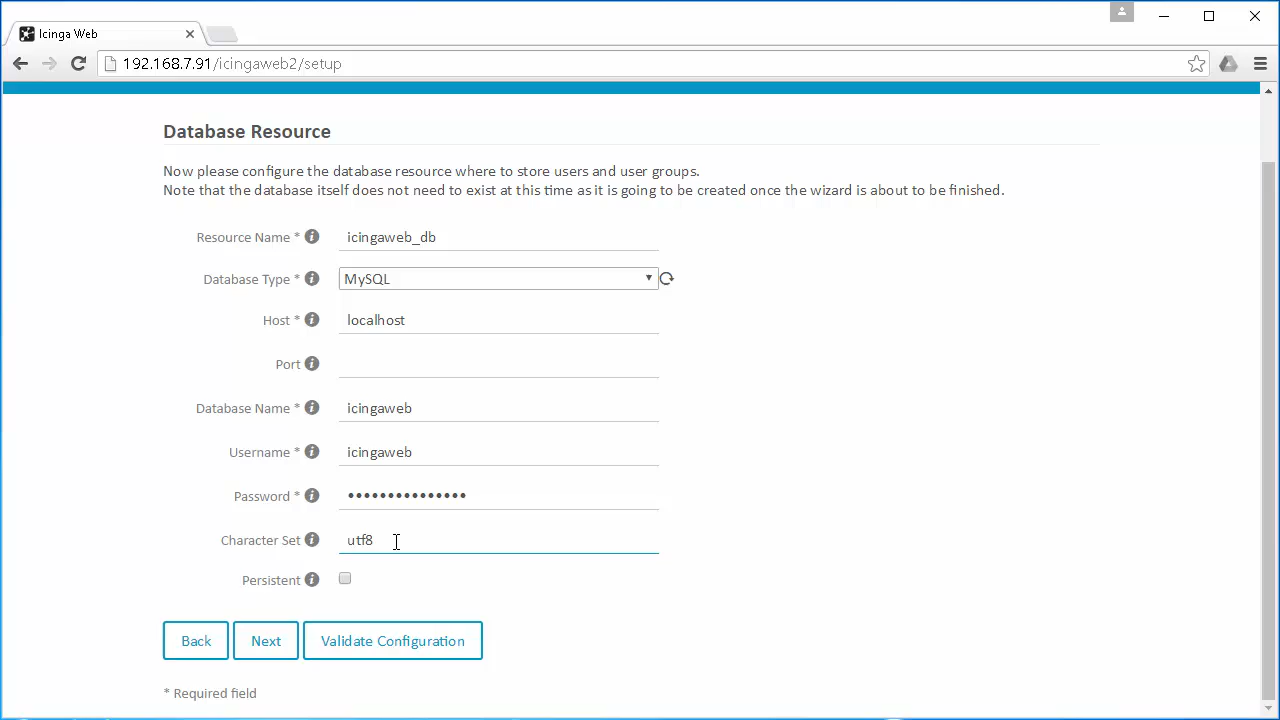 Icinga Web
192.168.7.91/icingaweb2/setup
Database Resource
Now please configure the database resource where to store users and user groups.
Note that the database itself does not need to exist at this time as it is going to be created once the wizard is about to be finished.
Resource Name * icingaweb_db
Database Type * MySQL
Host * localhost
Port
Database Name * icingaweb
Username * icingaweb
Password * •••••••••••••••
Character Set utf8
Persistent
Back Next Validate Configuration
* Required field